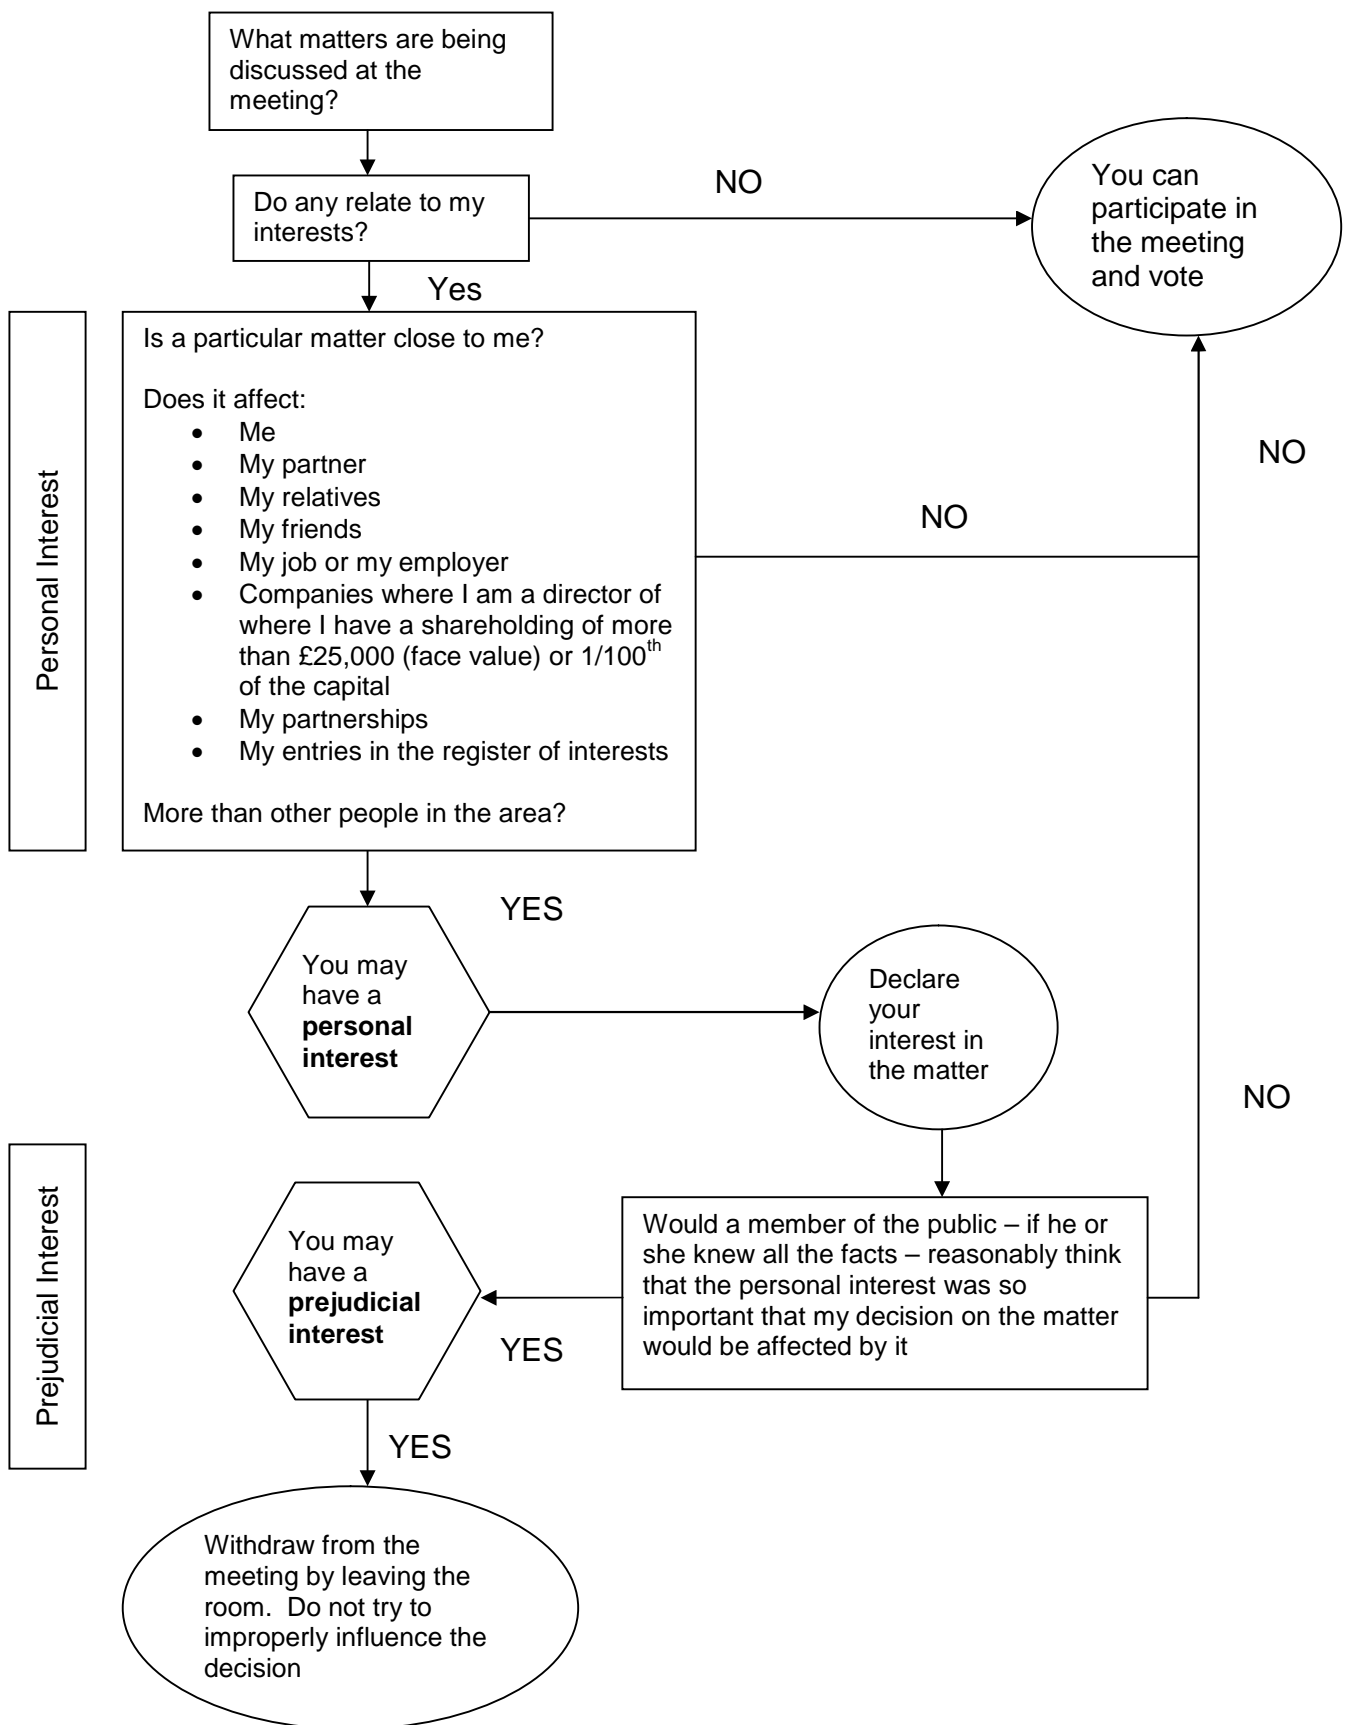 What matters are being
discussed at the
meeting?
Do any relate to my
interests?
NO
You can
participate in
the meeting
and vote
Yes
Personal Interest
Is a particular matter close to me?
Does it affect:
• Me
• My partner
• My relatives
• My friends
• My job or my employer
• Companies where I am a director of
where I have a shareholding of more
than £25,000 (face value) or 1/100th
of the capital
• My partnerships
• My entries in the register of interests
More than other people in the area?
NO
NO
YES
You may
have a
personal
interest
Declare
your
interest in
the matter
NO
Prejudicial Interest
Would a member of the public – if he or
she knew all the facts – reasonably think
that the personal interest was so
important that my decision on the matter
would be affected by it
YES
You may
have a
prejudicial
interest
YES
Withdraw from the
meeting by leaving the
room.  Do not try to
improperly influence the
decision